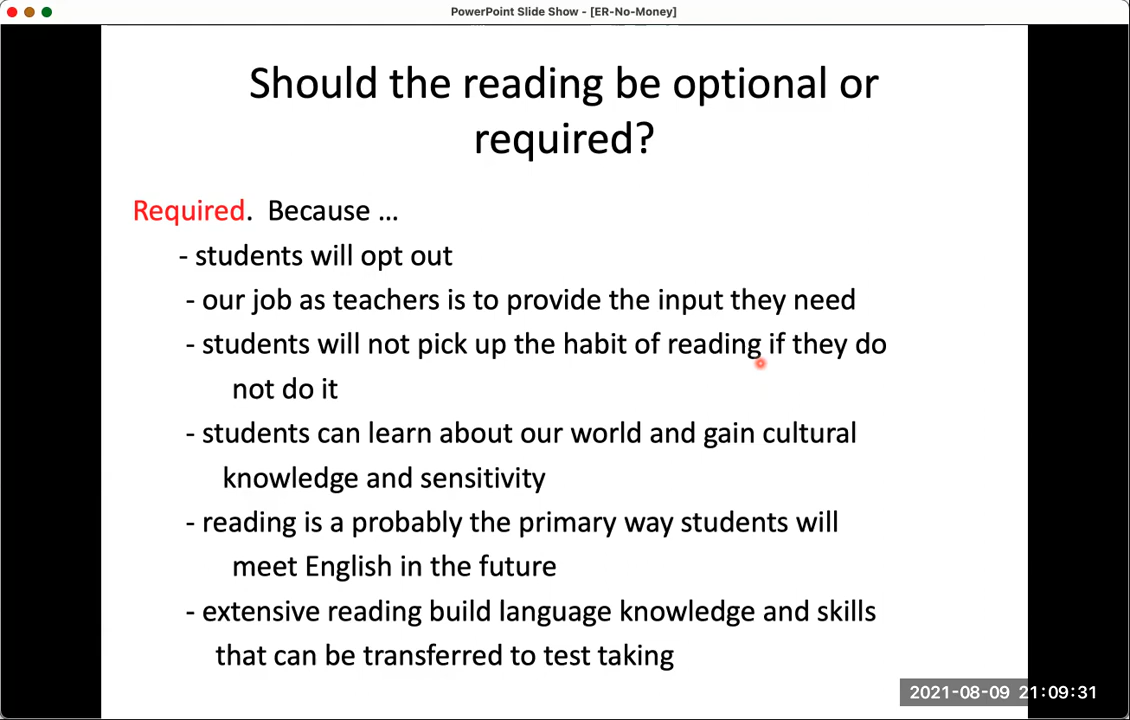 PowerPoint Slide Show - [ER-No-Money]
Should the reading be optional or
required?
Required.  Because ...
- students will opt out
- our job as teachers is to provide the input they need
- students will not pick up the habit of reading if they do
not do it
- students can learn about our world and gain cultural
knowledge and sensitivity
- reading is a probably the primary way students will
meet English in the future
- extensive reading build language knowledge and skills
that can be transferred to test taking
2021-08-09 21:09:31